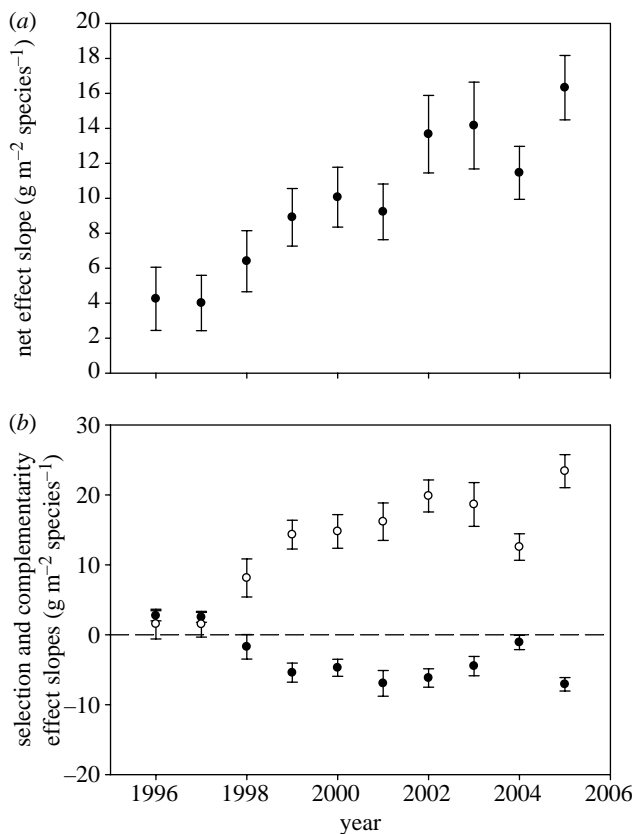 (a)
net effect slope (g m⁻² species⁻¹)
20
18
16
14
12
10
8
6
4
2
0
(b)
selection and complementarity
effect slopes (g m⁻² species⁻¹)
30
20
10
0
–10
–20
1996 1998 2000 2002 2004 2006
year